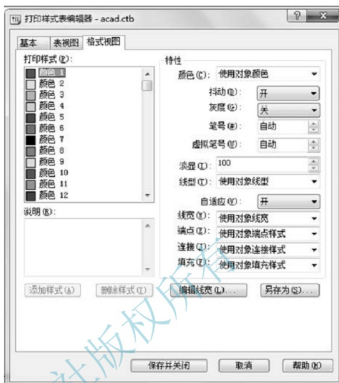 打印样式表编辑器 - acad.ctb
基本 表视图 格式视图
打印样式(P):
颜色 1
颜色 2
颜色 3
颜色 4
颜色 5
颜色 6
颜色 7
颜色 8
颜色 9
颜色 10
颜色 11
颜色 12
说明(R):
添加样式(A) 删除样式(Y)
特性
颜色(C): 使用对象颜色
抖动(D): 开
灰度(G): 关
笔号(#): 自动
虚拟笔号(U): 自动
淡显(I): 100
线型(T): 使用对象线型
自适应(V): 开
线宽(W): 使用对象线宽
端点(E): 使用对象端点样式
连接(J): 使用对象连接样式
填充(F): 使用对象填充样式
编辑线宽(L)... 另存为(S)...
保存并关闭 取消 帮助(H)
社版权所有